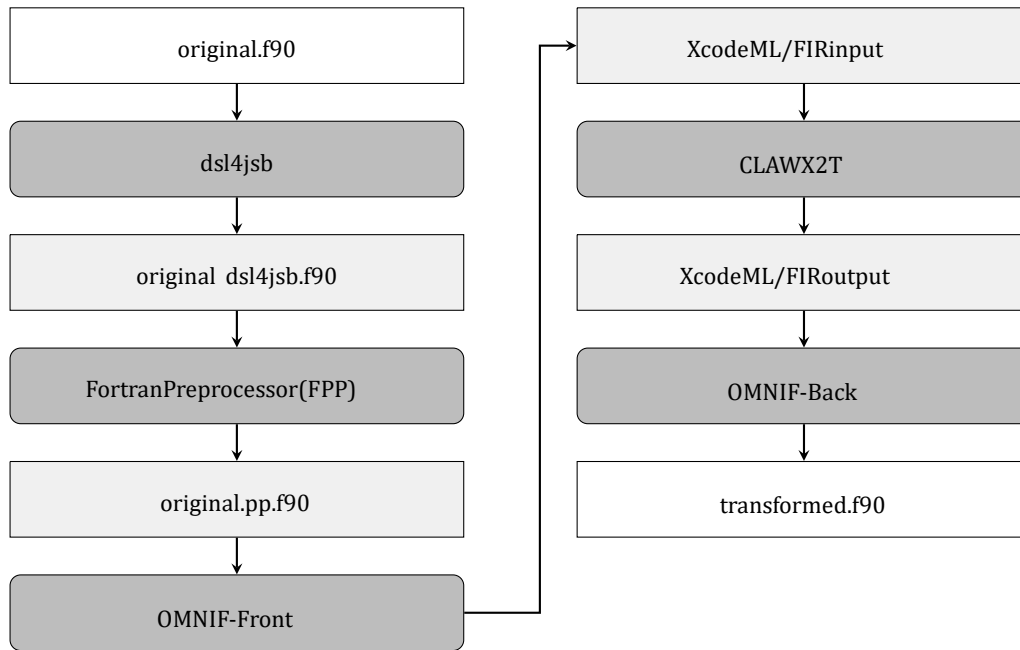 original.f90
dsl4jsb
original dsl4jsb.f90
FortranPreprocessor(FPP)
original.pp.f90
OMNIF-Front
XcodeML/FIRinput
CLAWX2T
XcodeML/FIRoutput
OMNIF-Back
transformed.f90